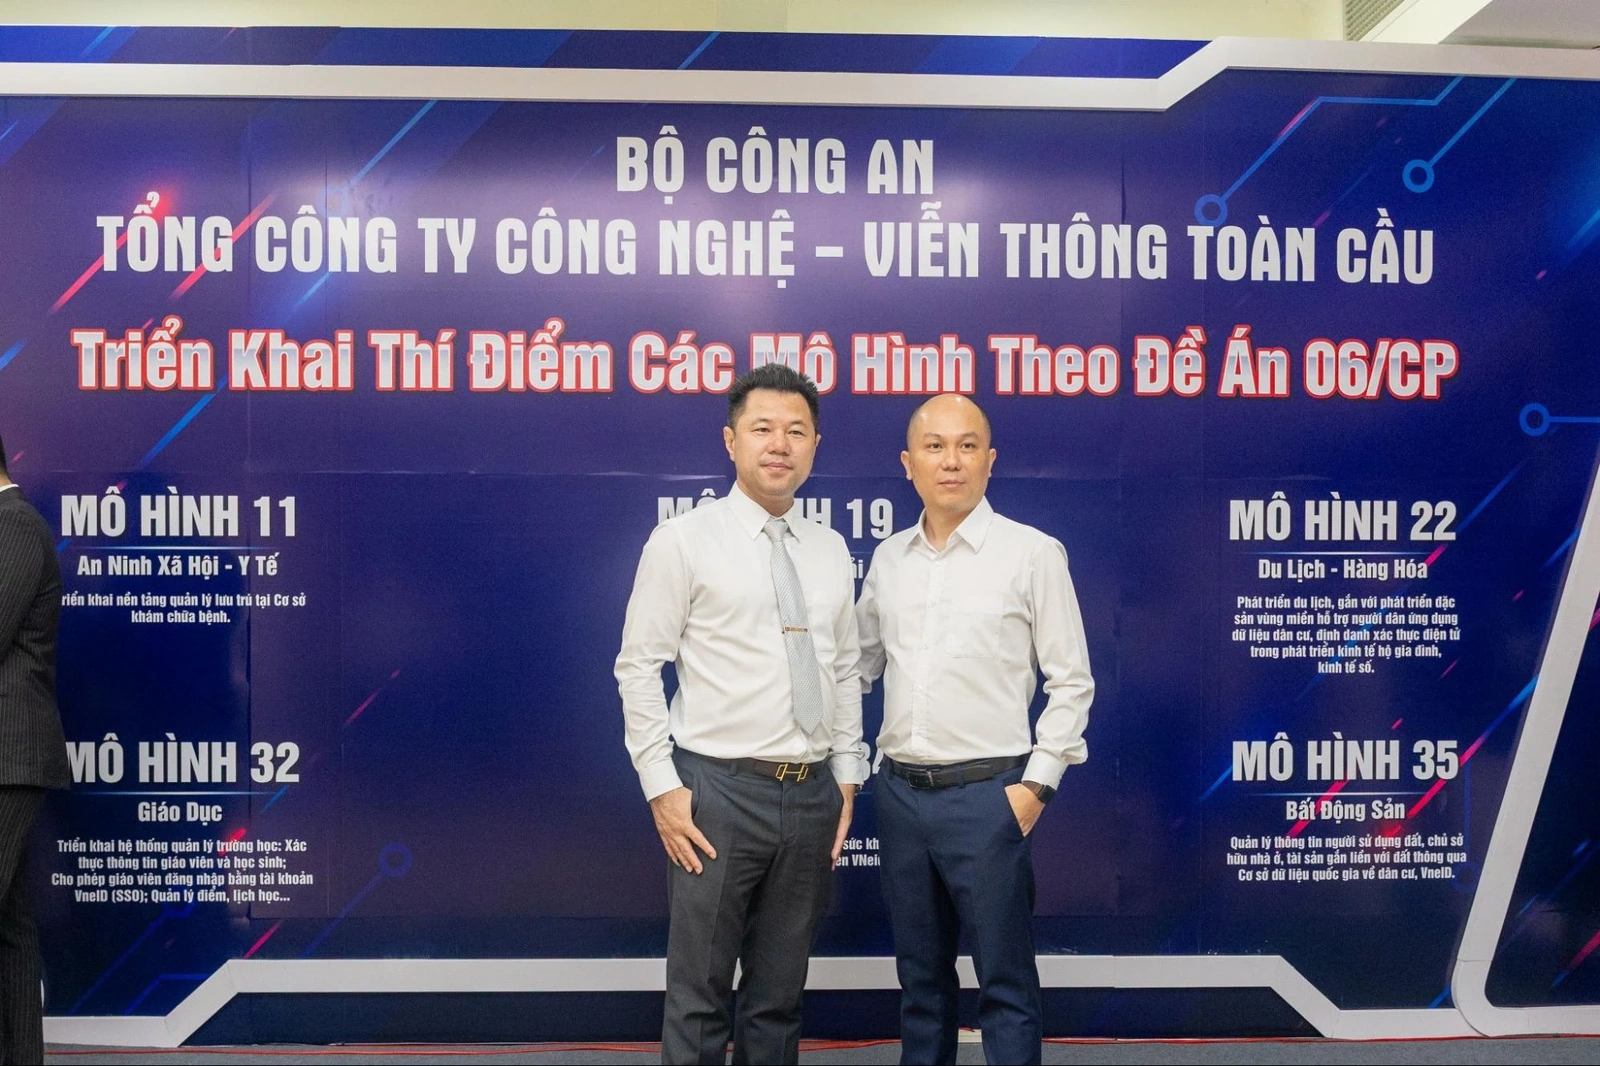 BỘ CÔNG AN
TỔNG CÔNG TY CÔNG NGHỆ – VIỄN THÔNG TOÀN CẦU
Triển Khai Thí Điểm Các Mô Hình Theo Đề Án 06/CP
MÔ HÌNH 11
An Ninh Xã Hội - Y Tế
riển khai nền tảng quản lý lưu trú tại Cơ sở
khám chữa bệnh.
MÔ 19
MÔ HÌNH 22
Du Lịch - Hàng Hóa
Phát triển du lịch, gắn với phát triển đặc
sản vùng miền hỗ trợ người dân ứng dụng
dữ liệu dân cư, định danh xác thực điện tử
trong phát triển kinh tế hộ gia đình,
kinh tế số.
MÔ HÌNH 32
Giáo Dục
Triển khai hệ thống quản lý trường học: Xác
thực thông tin giáo viên và học sinh;
Cho phép giáo viên đăng nhập bằng tài khoản
VneID (SSO); Quản lý điểm, lịch học...
sức kh
MÔ HÌNH 35
Bất Động Sản
Quản lý thông tin người sử dụng đất, chủ sở
hữu nhà ở, tài sản gắn liền với đất thông qua
Cơ sở dữ liệu quốc gia về dân cư, VneID.